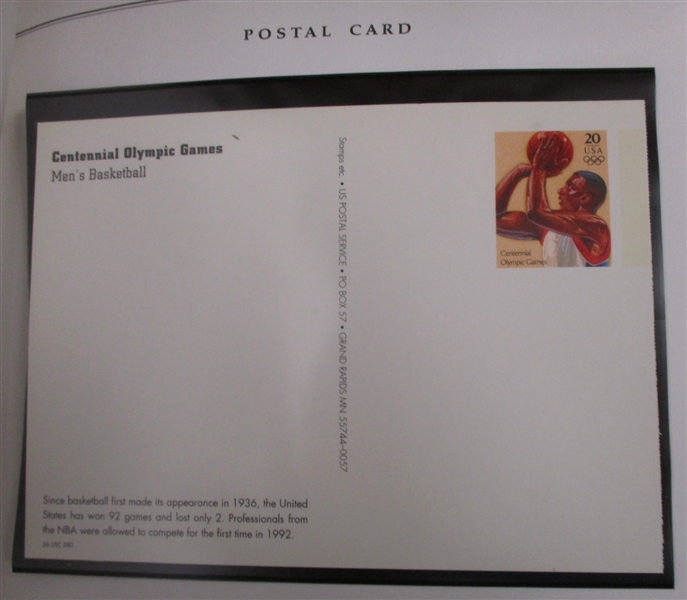 POSTAL CARD
Centennial Olympic Games
Men's Basketball
Stamps etc. • US POSTAL SERVICE • PO BOX 57 • GRAND RAPIDS MN 55744-0057
20
USA
Centennial
Olympic Games
Since basketball first made its appearance in 1936, the United
States has won 92 games and lost only 2. Professionals from
the NBA were allowed to compete for the first time in 1992.